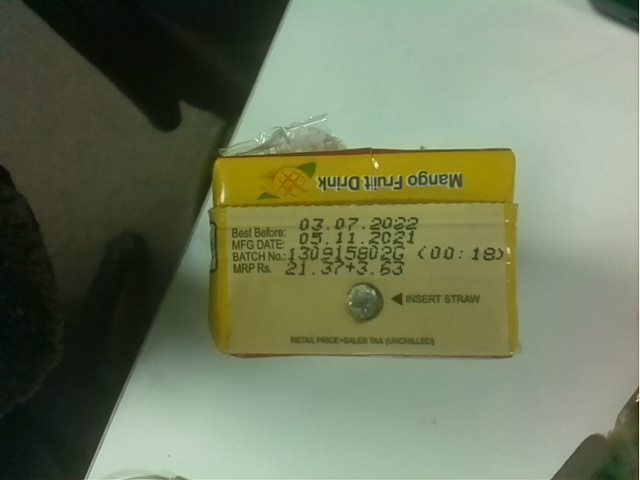 Mango Fruit Drink
Best Before: 03.07.2022
MFG DATE: 05.11.2021
BATCH No.: 130915802G (00:18)
MRP Rs. 21.37+3.63
INSERT STRAW
RETAIL PRICE+SALES TAX (UNCHILLED)